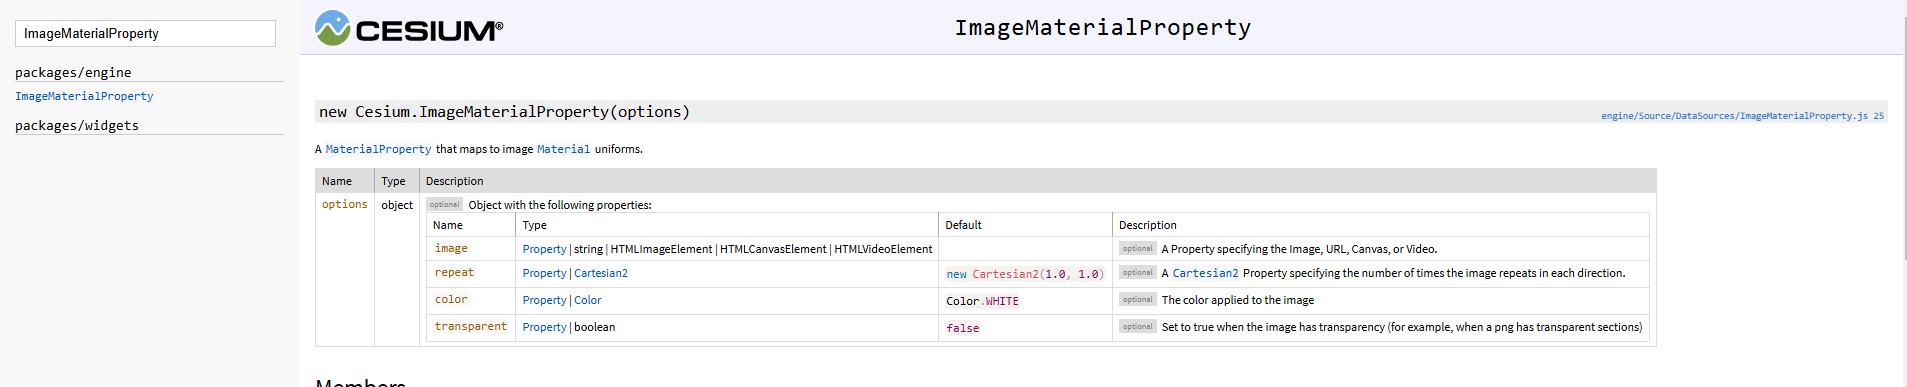 ImageMaterialProperty
packages/engine
ImageMaterialProperty
packages/widgets
CESIUM®
ImageMaterialProperty
new Cesium.ImageMaterialProperty(options)
engine/Source/DataSources/ImageMaterialProperty.js 25
A MaterialProperty that maps to image Material uniforms.
Name Type Description
options object optional Object with the following properties:
Name Type Default Description
image Property | string | HTMLImageElement | HTMLCanvasElement | HTMLVideoElement optional A Property specifying the Image, URL, Canvas, or Video.
repeat Property | Cartesian2 new Cartesian2(1.0, 1.0) optional A Cartesian2 Property specifying the number of times the image repeats in each direction.
color Property | Color Color.WHITE optional The color applied to the image
transparent Property | boolean false optional Set to true when the image has transparency (for example, when a png has transparent sections)
Members